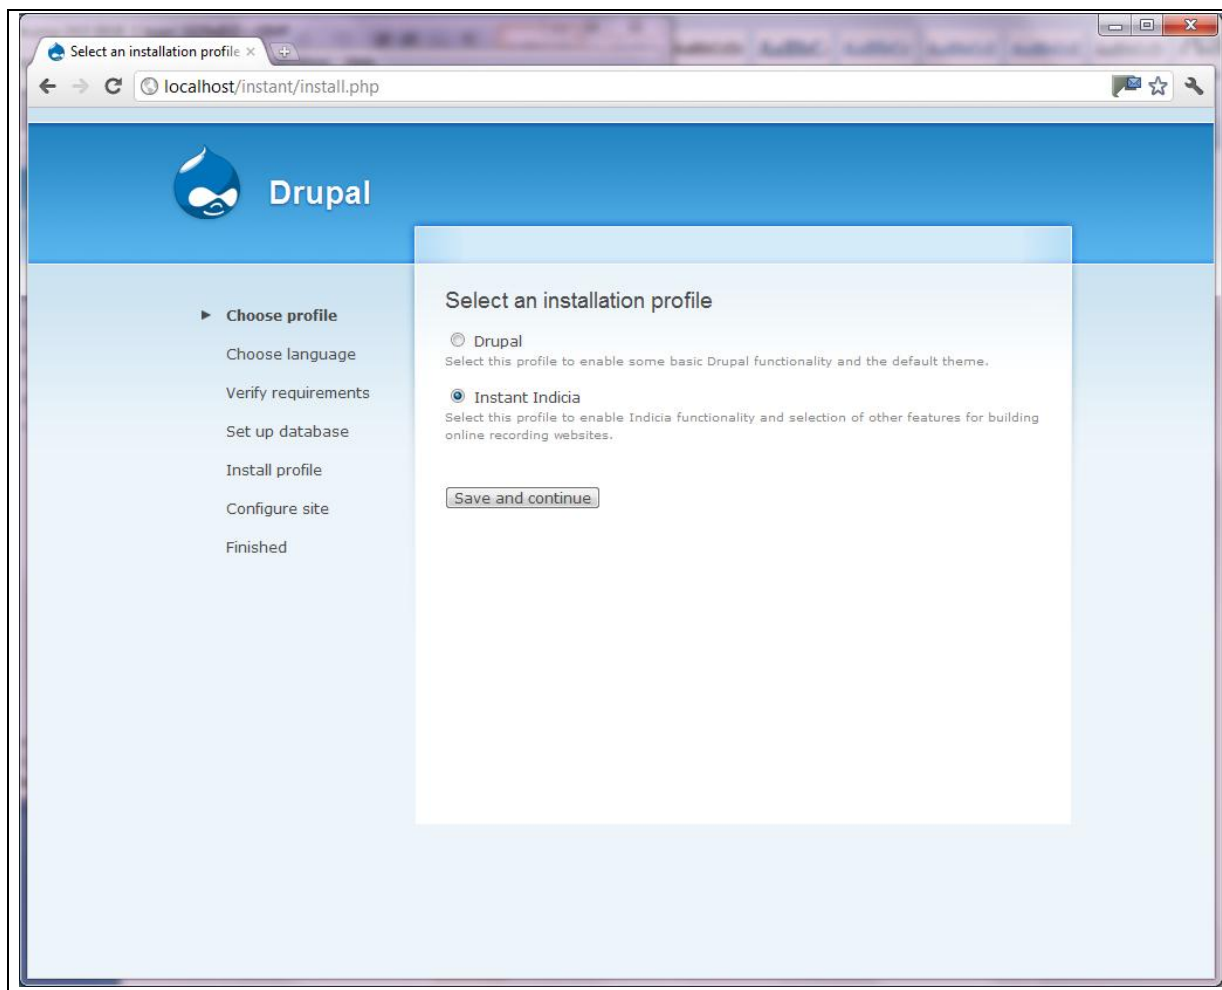 Select an installation profile
localhost/instant/install.php
Drupal
Choose profile
Choose language
Verify requirements
Set up database
Install profile
Configure site
Finished
Select an installation profile
Drupal
Select this profile to enable some basic Drupal functionality and the default theme.
Instant Indicia
Select this profile to enable Indicia functionality and selection of other features for building
online recording websites.
Save and continue